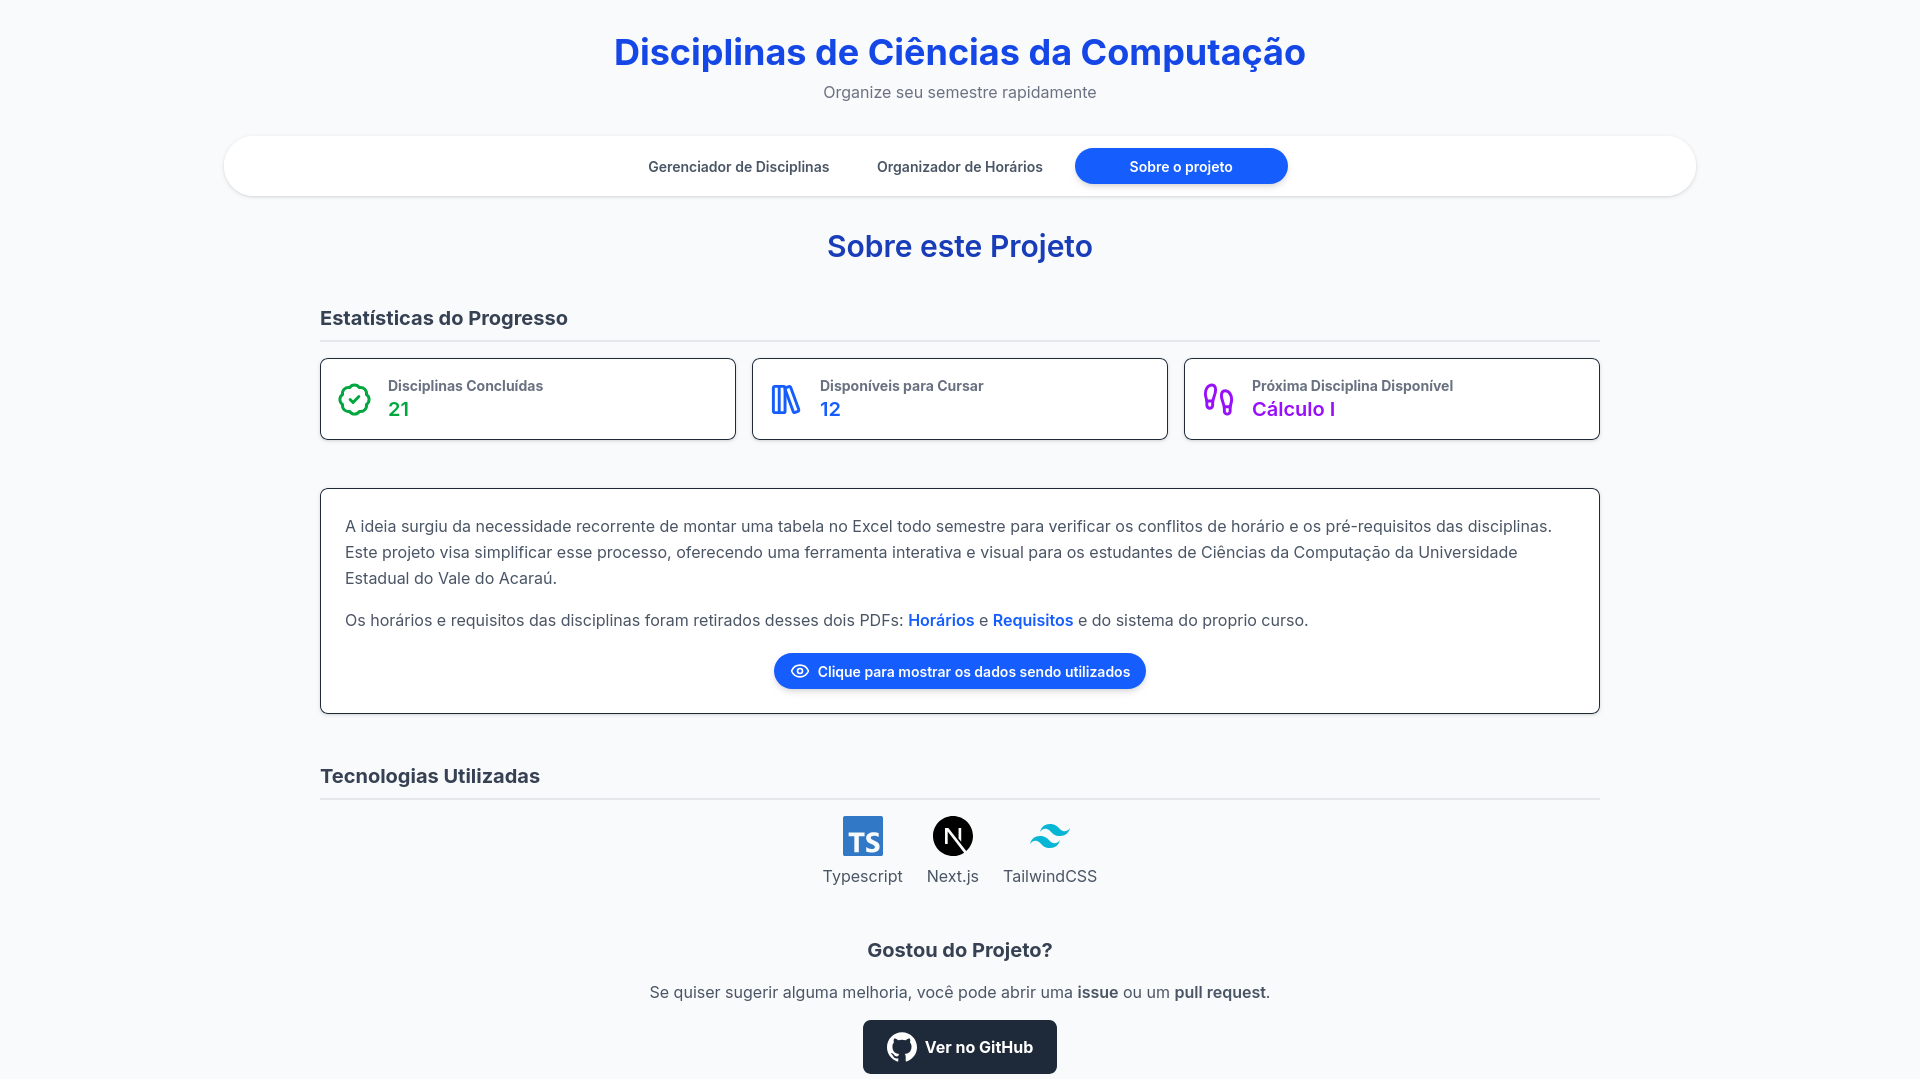 Disciplinas de Ciências da Computação
Organize seu semestre rapidamente
Gerenciador de Disciplinas
Organizador de Horários
Sobre o projeto
Sobre este Projeto
Estatísticas do Progresso
Disciplinas Concluídas
21
Disponíveis para Cursar
12
Próxima Disciplina Disponível
Cálculo I
A ideia surgiu da necessidade recorrente de montar uma tabela no Excel todo semestre para verificar os conflitos de horário e os pré-requisitos das disciplinas.
Este projeto visa simplificar esse processo, oferecendo uma ferramenta interativa e visual para os estudantes de Ciências da Computação da Universidade
Estadual do Vale do Acaraú.
Os horários e requisitos das disciplinas foram retirados desses dois PDFs: Horários e Requisitos e do sistema do proprio curso.
Clique para mostrar os dados sendo utilizados
Tecnologias Utilizadas
TS
N
Typescript
Next.js
TailwindCSS
Gostou do Projeto?
Se quiser sugerir alguma melhoria, você pode abrir uma issue ou um pull request.
Ver no GitHub